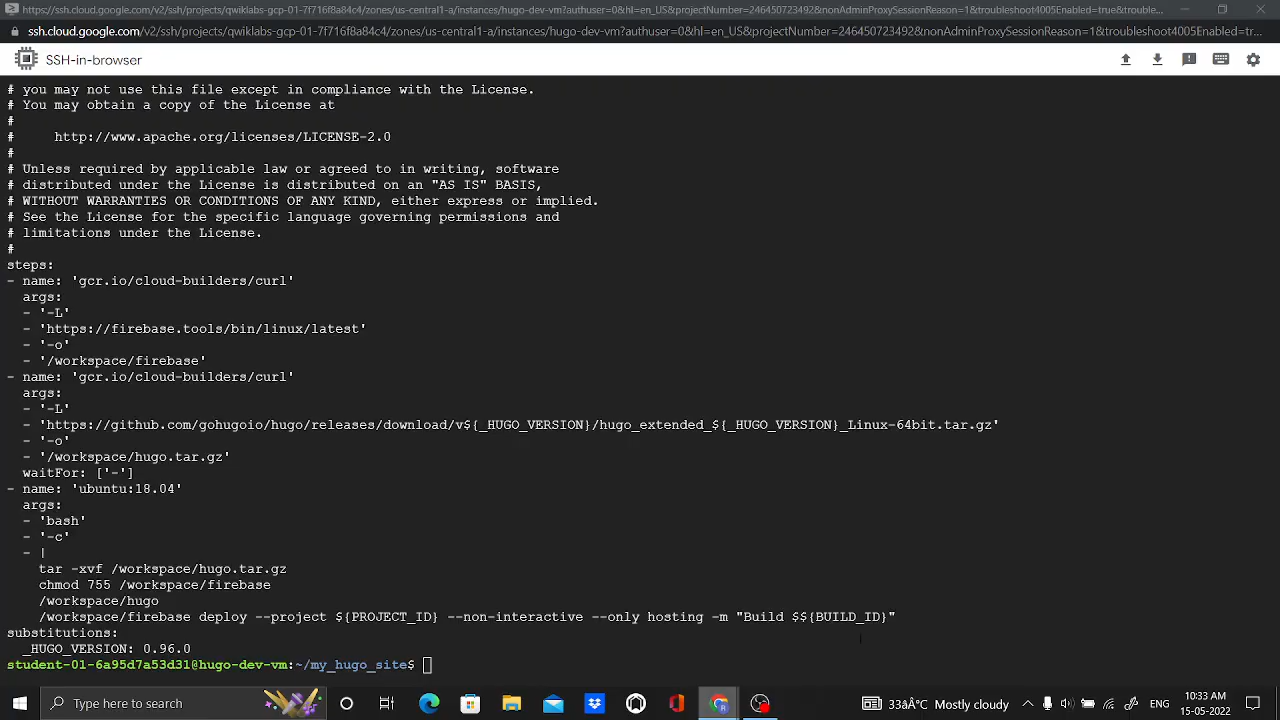 https://ssh.cloud.google.com/v2/ssh/projects/qwiklabs-gcp-01-7f716f8a84c4/zones/us-central1-a/instances/hugo-dev-vm?authuser=0&hl=en_US&projectNumber=246450723492&nonAdminProxySessionReason=1&troubleshoot4005Enabled=true&trouble...
ssh.cloud.google.com/v2/ssh/projects/qwiklabs-gcp-01-7f716f8a84c4/zones/us-central1-a/instances/hugo-dev-vm?authuser=0&hl=en_US&projectNumber=246450723492&nonAdminProxySessionReason=1&troubleshoot4005Enabled=tr...
SSH-in-browser
# you may not use this file except in compliance with the License.
# You may obtain a copy of the License at
#
#     http://www.apache.org/licenses/LICENSE-2.0
#
# Unless required by applicable law or agreed to in writing, software
# distributed under the License is distributed on an "AS IS" BASIS,
# WITHOUT WARRANTIES OR CONDITIONS OF ANY KIND, either express or implied.
# See the License for the specific language governing permissions and
# limitations under the License.
#
steps:
- name: 'gcr.io/cloud-builders/curl'
  args:
  - '-L'
  - 'https://firebase.tools/bin/linux/latest'
  - '-o'
  - '/workspace/firebase'
- name: 'gcr.io/cloud-builders/curl'
  args:
  - '-L'
  - 'https://github.com/gohugoio/hugo/releases/download/v${_HUGO_VERSION}/hugo_extended_${_HUGO_VERSION}_Linux-64bit.tar.gz'
  - '-o'
  - '/workspace/hugo.tar.gz'
  waitFor: ['-']
- name: 'ubuntu:18.04'
  args:
  - 'bash'
  - '-c'
  - |
    tar -xvf /workspace/hugo.tar.gz
    chmod 755 /workspace/firebase
    /workspace/hugo
    /workspace/firebase deploy --project ${PROJECT_ID} --non-interactive --only hosting -m "Build $${BUILD_ID}"
substitutions:
  _HUGO_VERSION: 0.96.0
student-01-6a95d7a53d31@hugo-dev-vm:~/my_hugo_site$
Type here to search
33âÂ°C Mostly cloudy
ENG
10:33 AM
15-05-2022